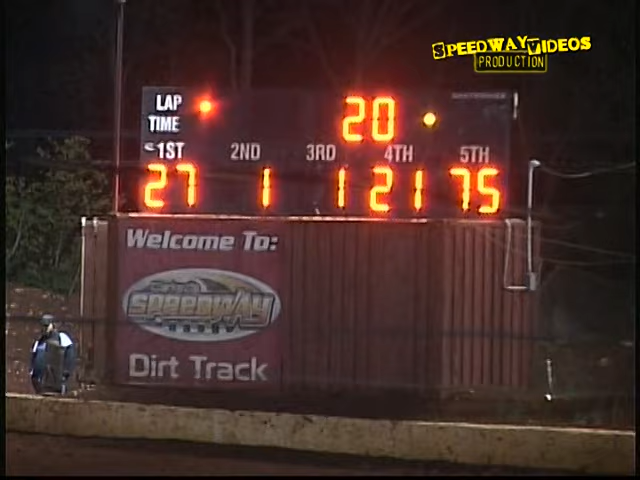 SPEEDWAY VIDEOS
PRODUCTION
LAP 20
TIME
1ST 2ND 3RD 4TH 5TH
27 1 1 21 75
Welcome To:
SPEEDWAY
Dirt Track